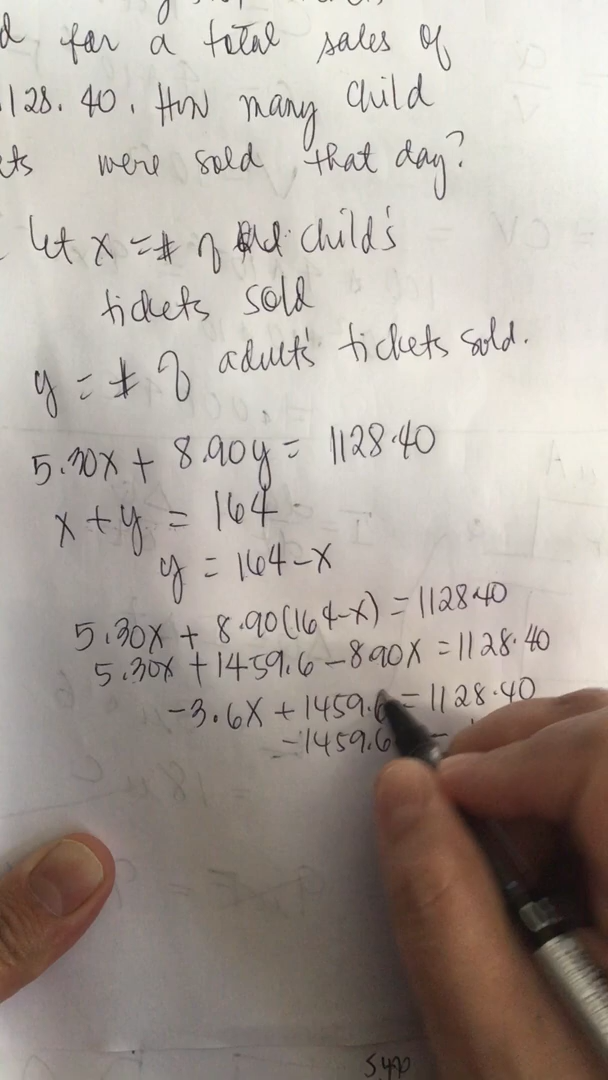 for a total sales of
1128.40. How many Child
ets were sold that day?
let x = # of Child's
tickets sold
y = # of adults' tickets sold.
5.30x + 8.90y = 1128.40
x + y = 164
y = 164-x
5.30x + 8.90(164-x) = 1128.40
5.30x + 1459.6 - 8.90x = 1128.40
-3.6x + 1459.6 = 1128.40
-1459.6